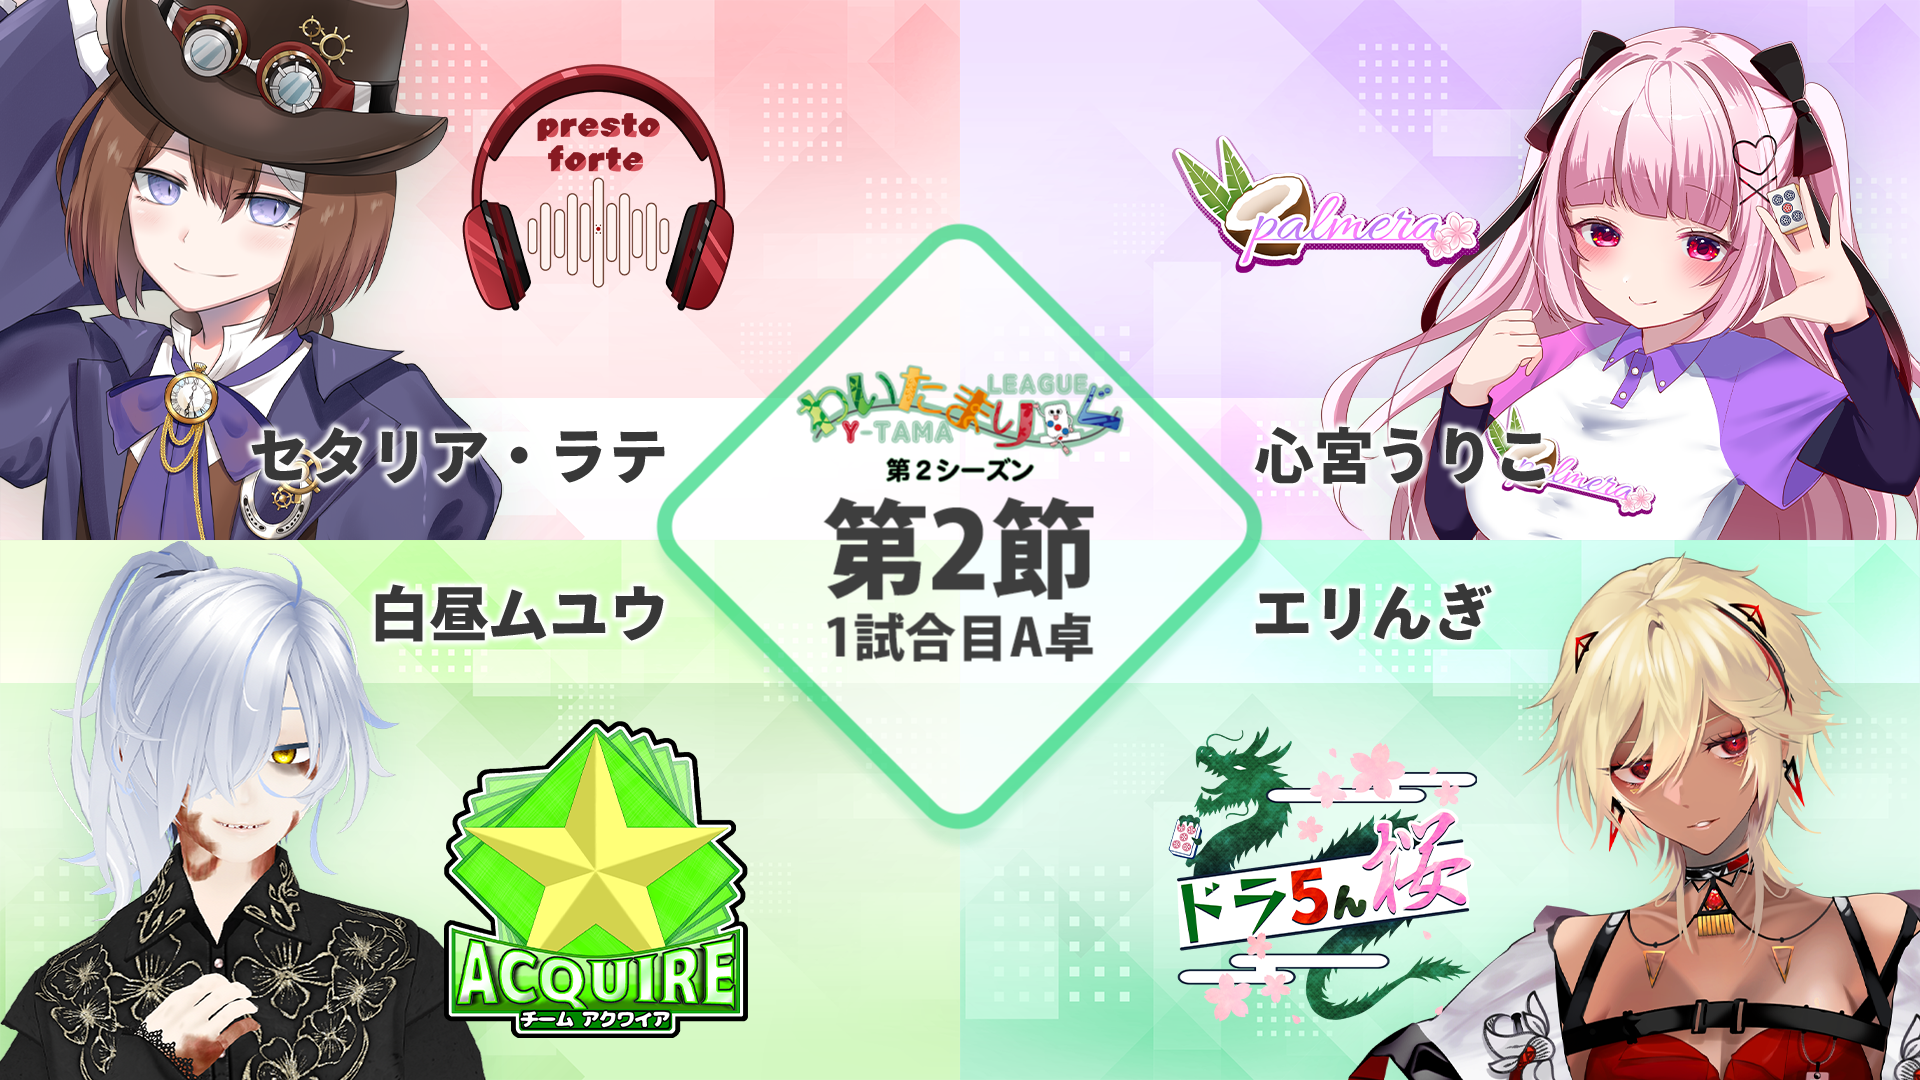 presto
forte
palmera
セタリア・ラテ
わいたまりーぐ
LEAGUE
Y-TAMA
第2シーズン
第2節
1試合目A卓
心宮うりこ
palmera
白昼ムユウ
エリんぎ
ACQUIRE
チーム アクワイア
ドラ5ん桜